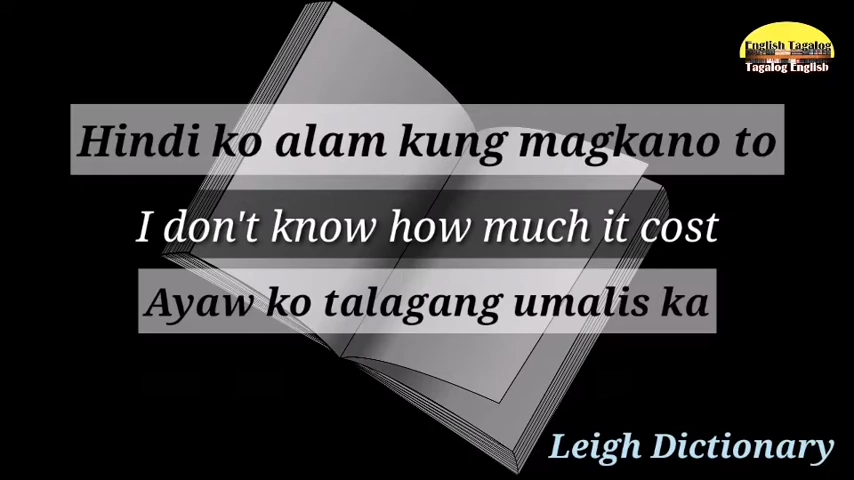 English Tagalog
Tagalog English
Hindi ko alam kung magkano to
I don't know how much it cost
Ayaw ko talagang umalis ka
Leigh Dictionary